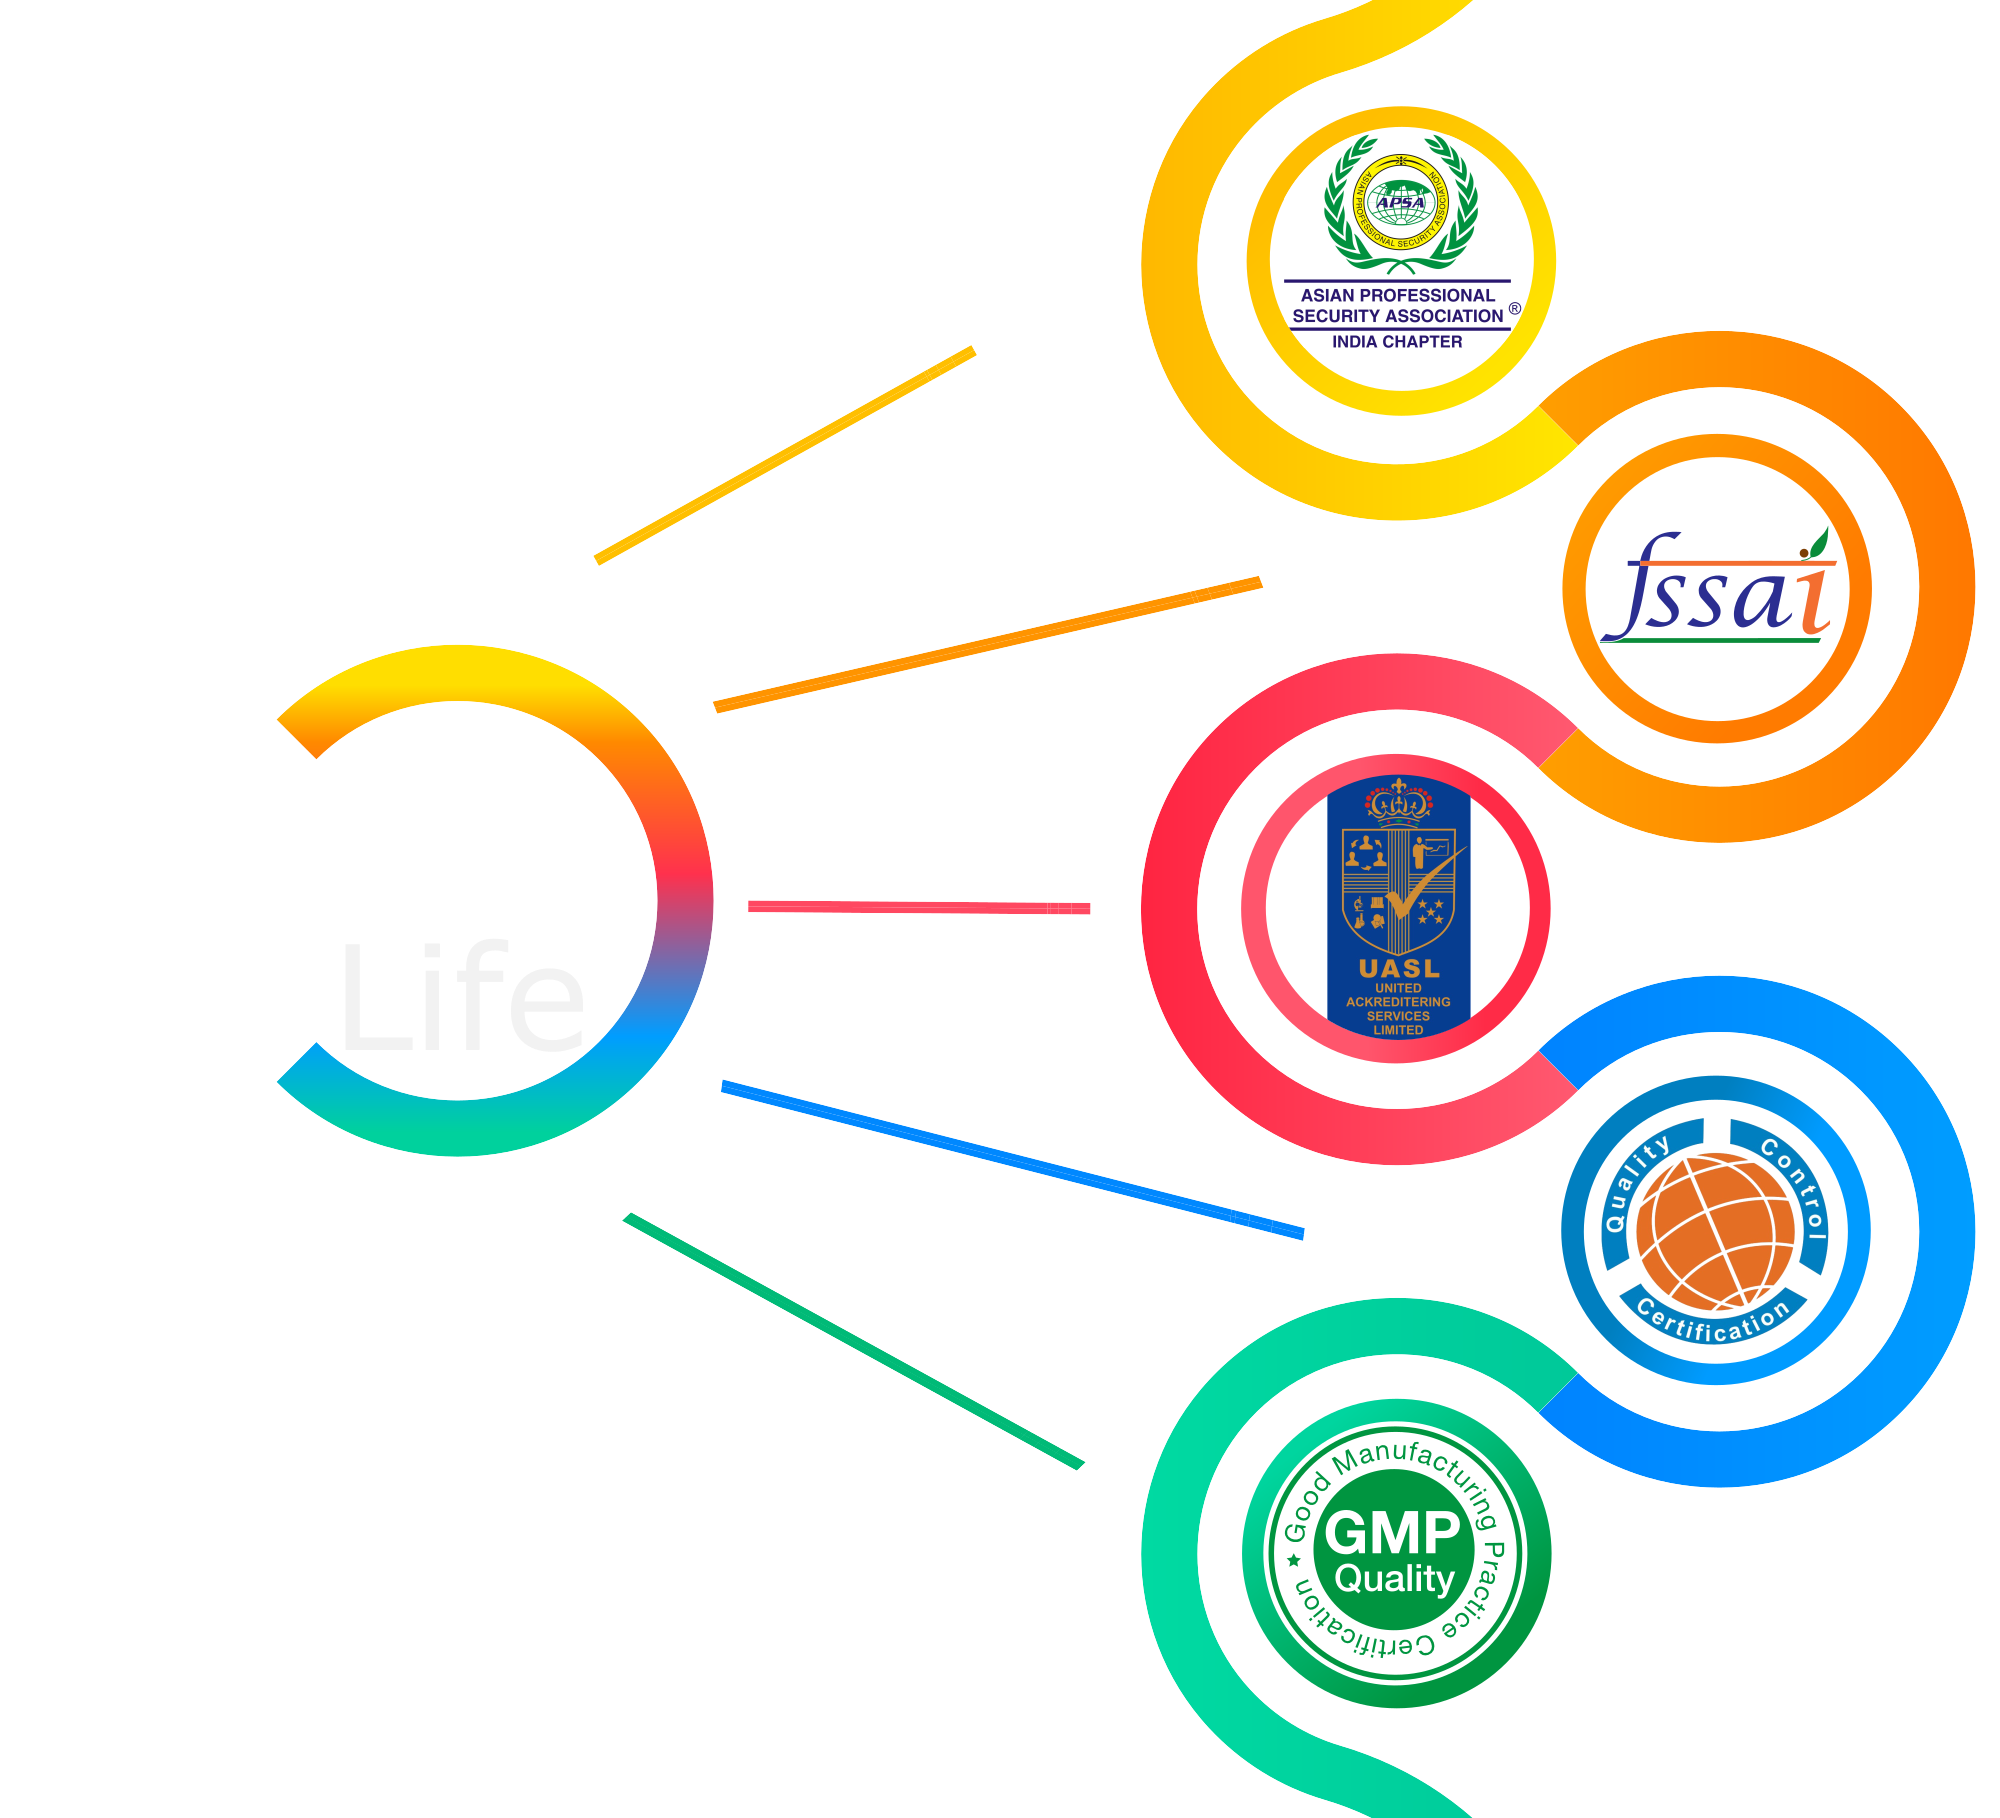 ASIAN PROFESSIONAL SECURITY ASSOCIATION
APSA
ASIAN PROFESSIONAL
SECURITY ASSOCIATION ®
INDIA CHAPTER
fssai
Life
UASL
UNITED
ACKREDITERING
SERVICES
LIMITED
Quality Control
Certification
Good Manufacturing Practice Certification
GMP
Quality